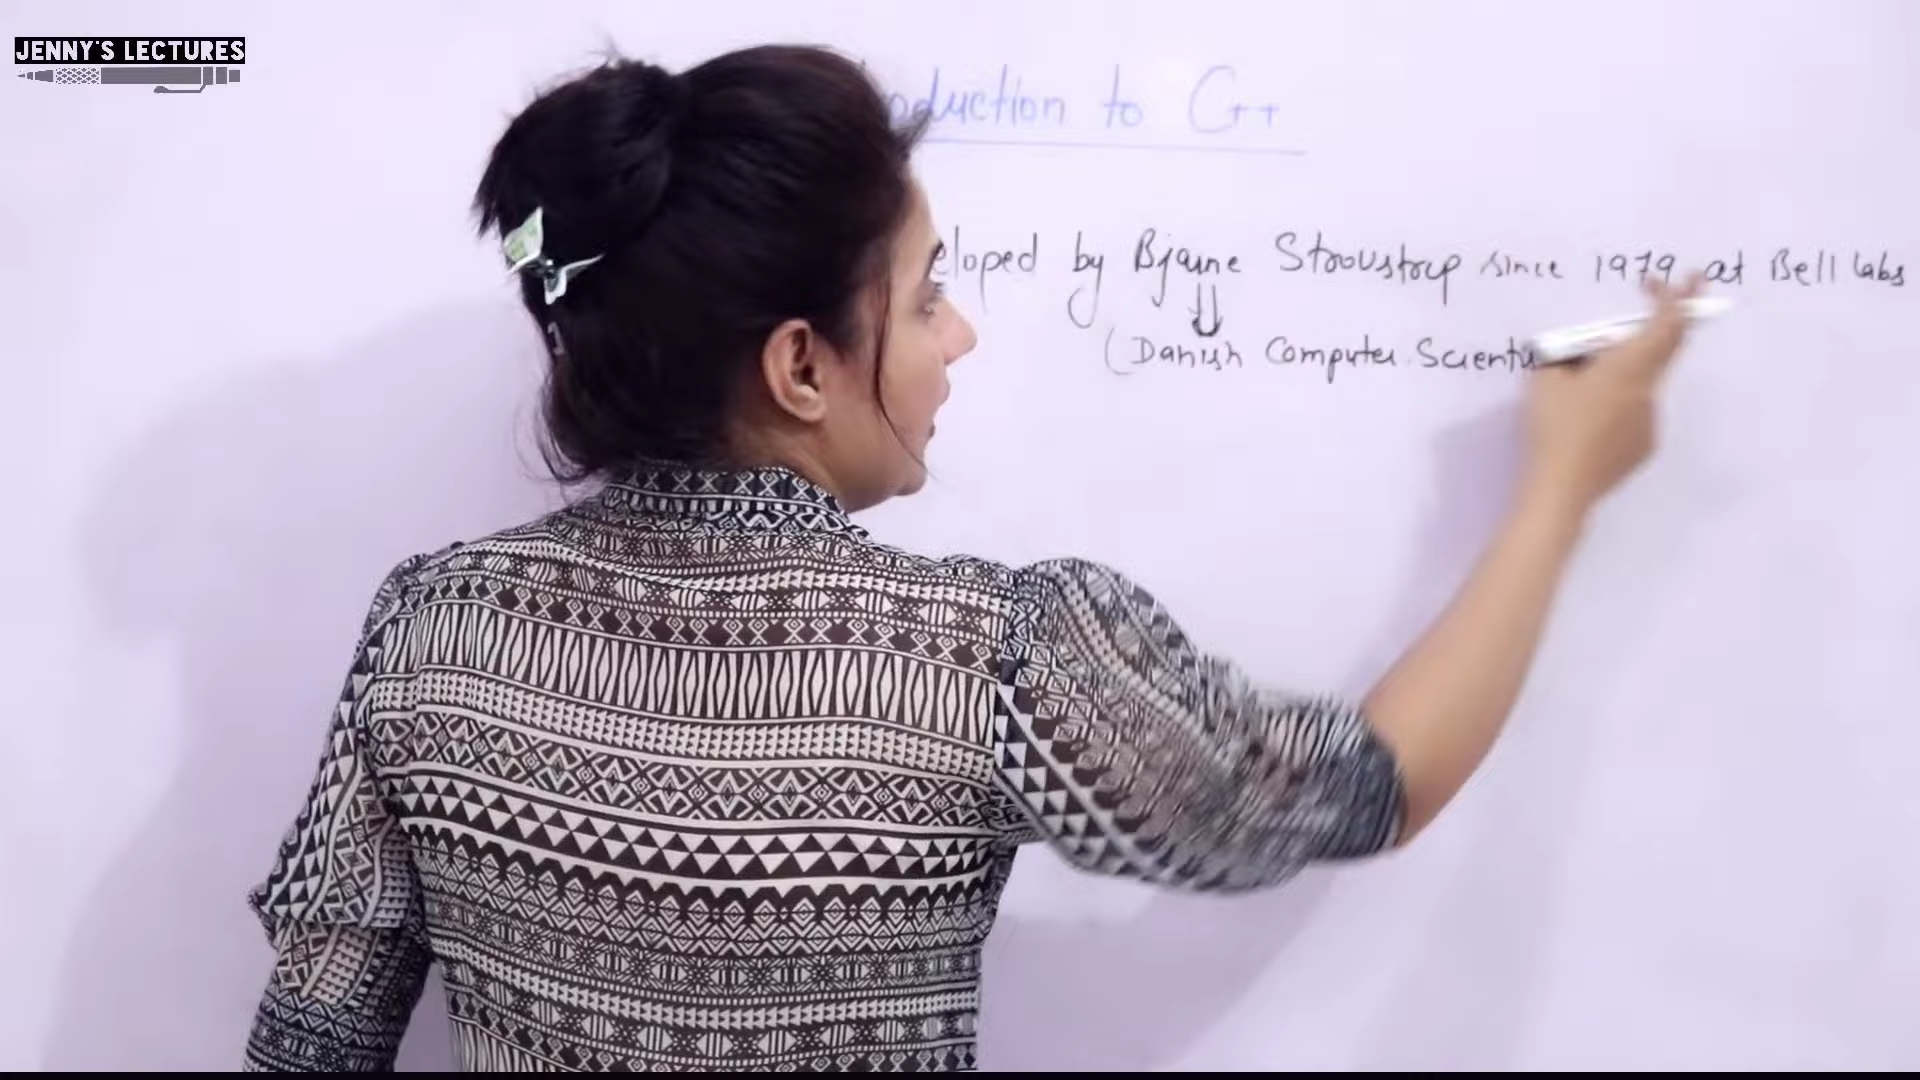 JENNY'S LECTURES
oduction to C++
eloped by Bjarne Stroustrup since 1979 at Bell labs
(Danish Computer Scienti